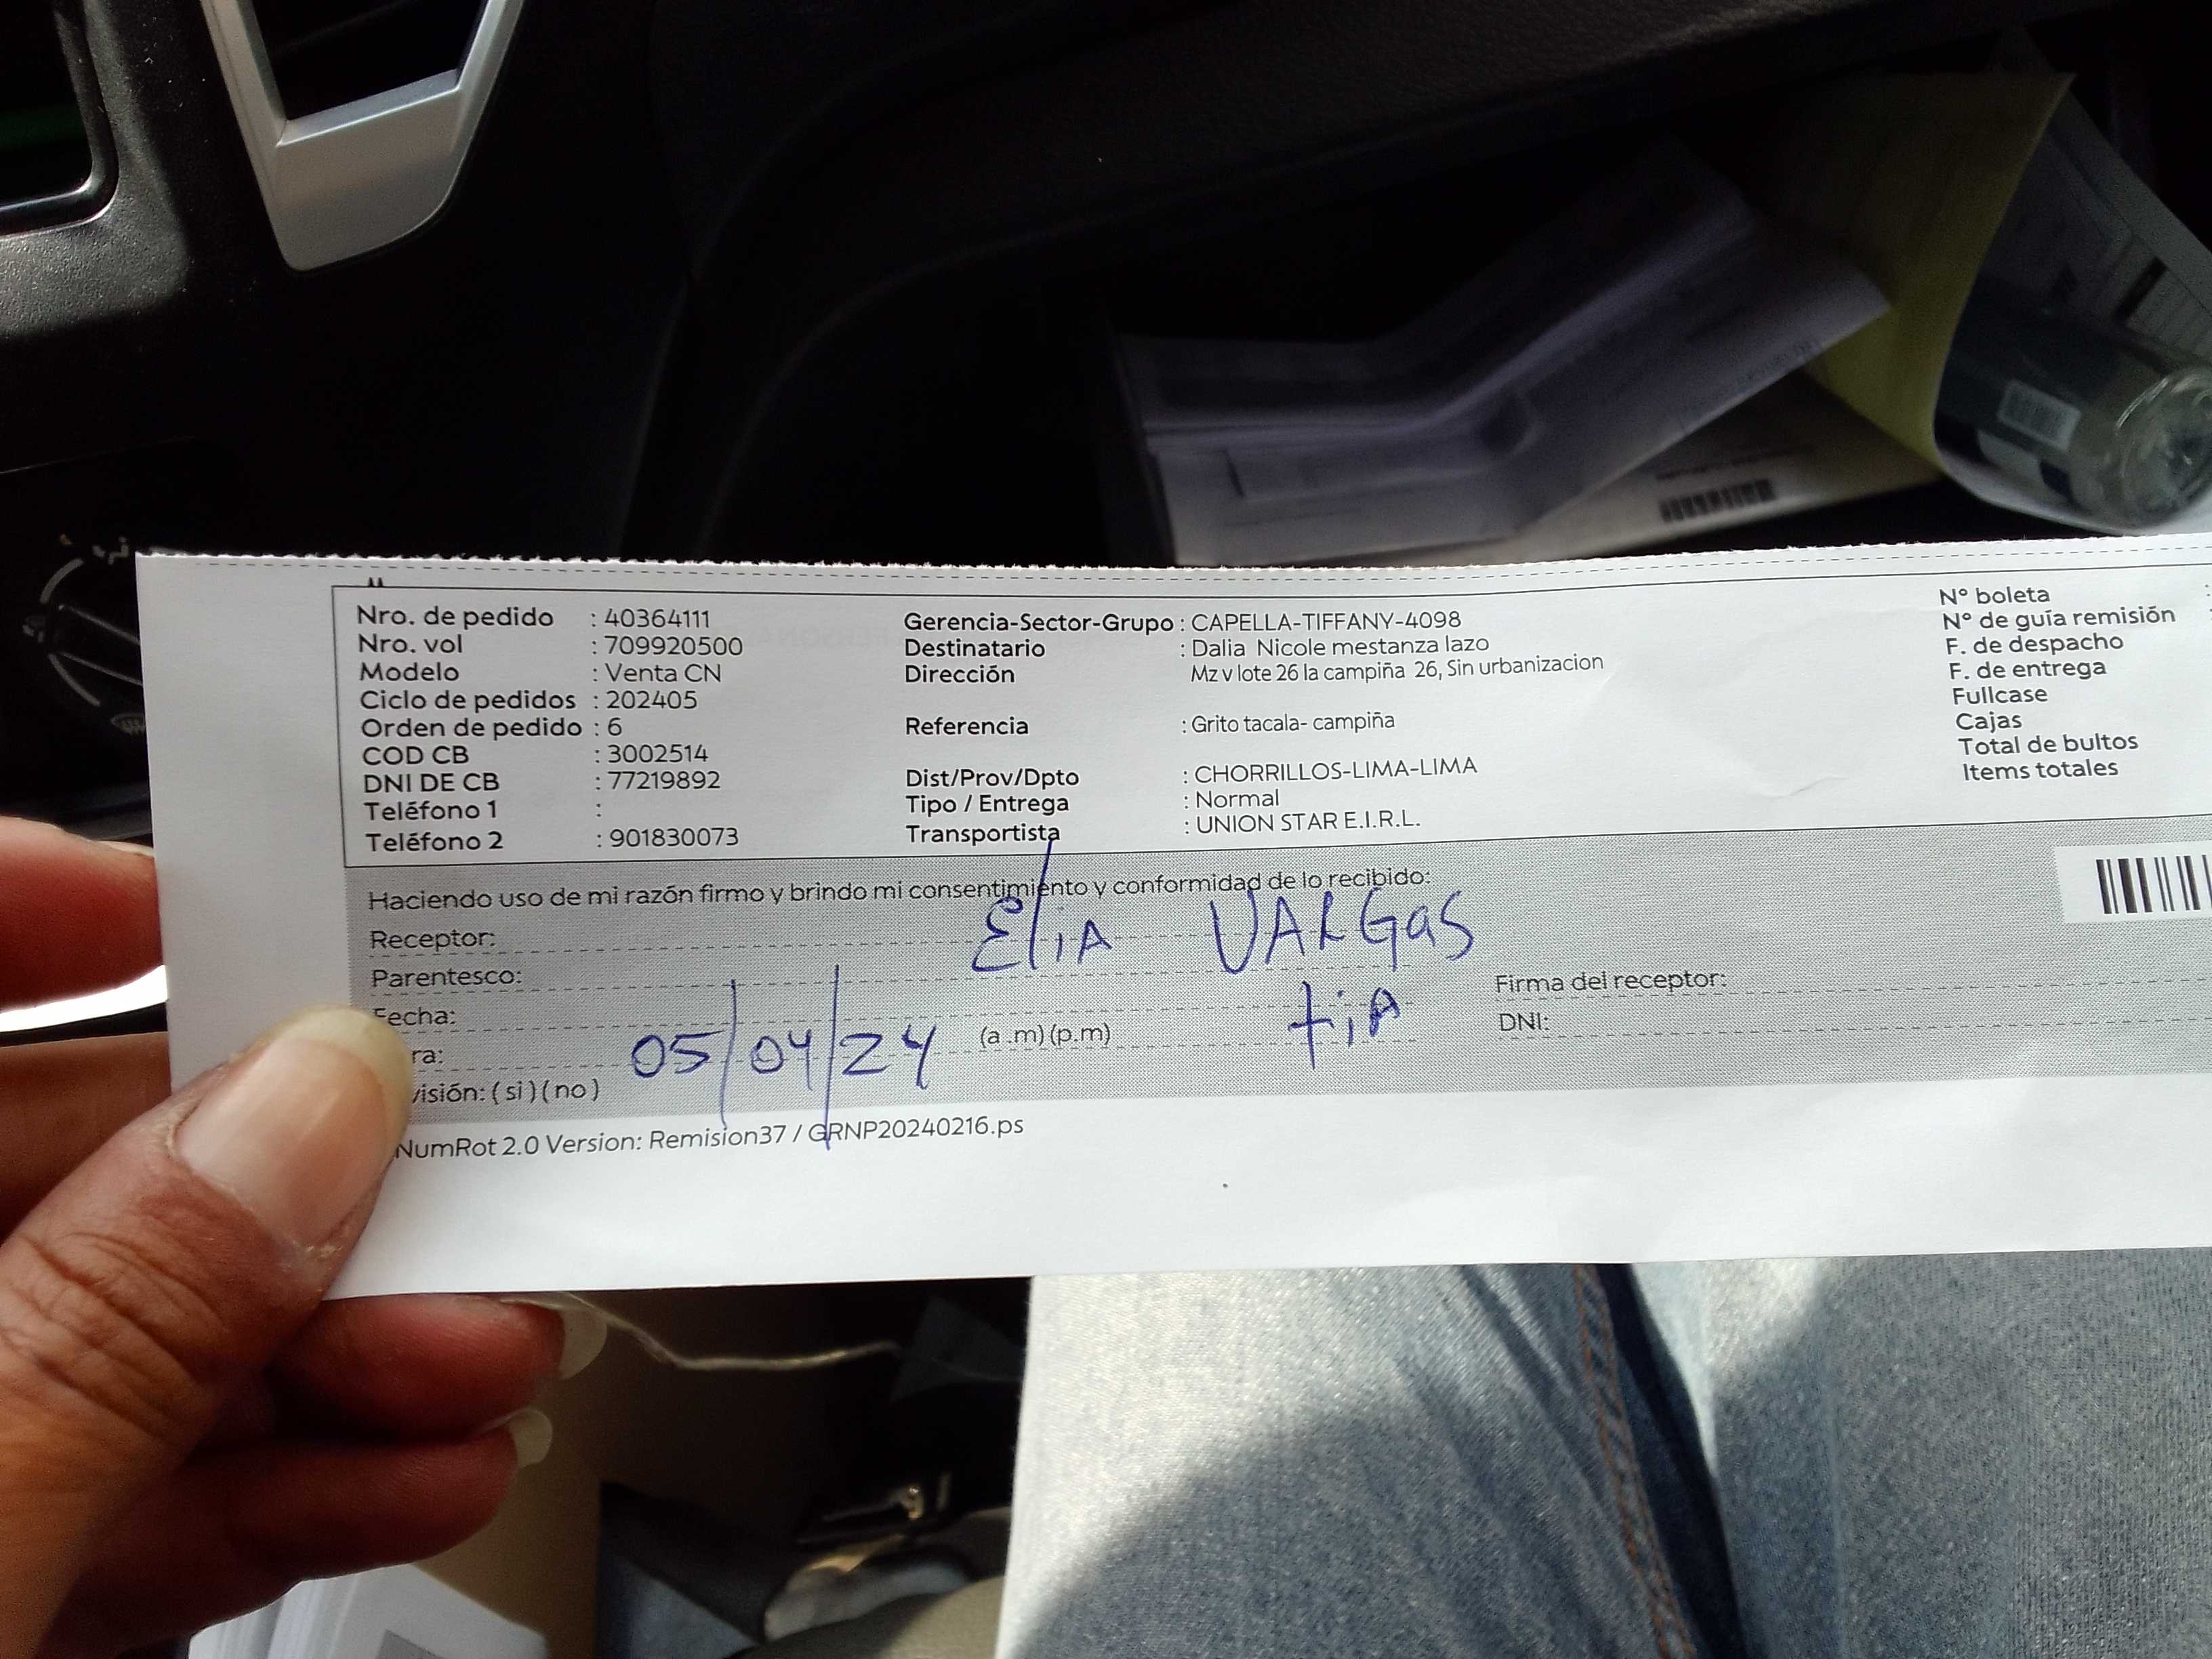 Nro. de pedido : 40364111
Nro. vol : 709920500
Modelo : Venta CN
Ciclo de pedidos : 202405
Orden de pedido : 6
COD CB : 3002514
DNI DE CB : 77219892
Teléfono 1 :
Teléfono 2 : 901830073
Gerencia-Sector-Grupo : CAPELLA-TIFFANY-4098
Destinatario : Dalia Nicole mestanza lazo
Dirección Mz v lote 26 la campiña 26, Sin urbanizacion
Referencia : Grito tacala- campiña
Dist/Prov/Dpto : CHORRILLOS-LIMA-LIMA
Tipo / Entrega : Normal
Transportista : UNION STAR E.I.R.L.
N° boleta :
N° de guía remisión
F. de despacho
F. de entrega
Fullcase
Cajas
Total de bultos
Items totales
Haciendo uso de mi razón firmo y brindo mi consentimiento y conformidad de lo recibido:
Receptor: Elia VARGas
Parentesco: tiA
Fecha: 05/04/24
ra: (a .m) (p.m)
visión: ( si ) ( no )
Firma del receptor:
DNI:
NumRot 2.0 Version: Remision37 / GRNP20240216.ps